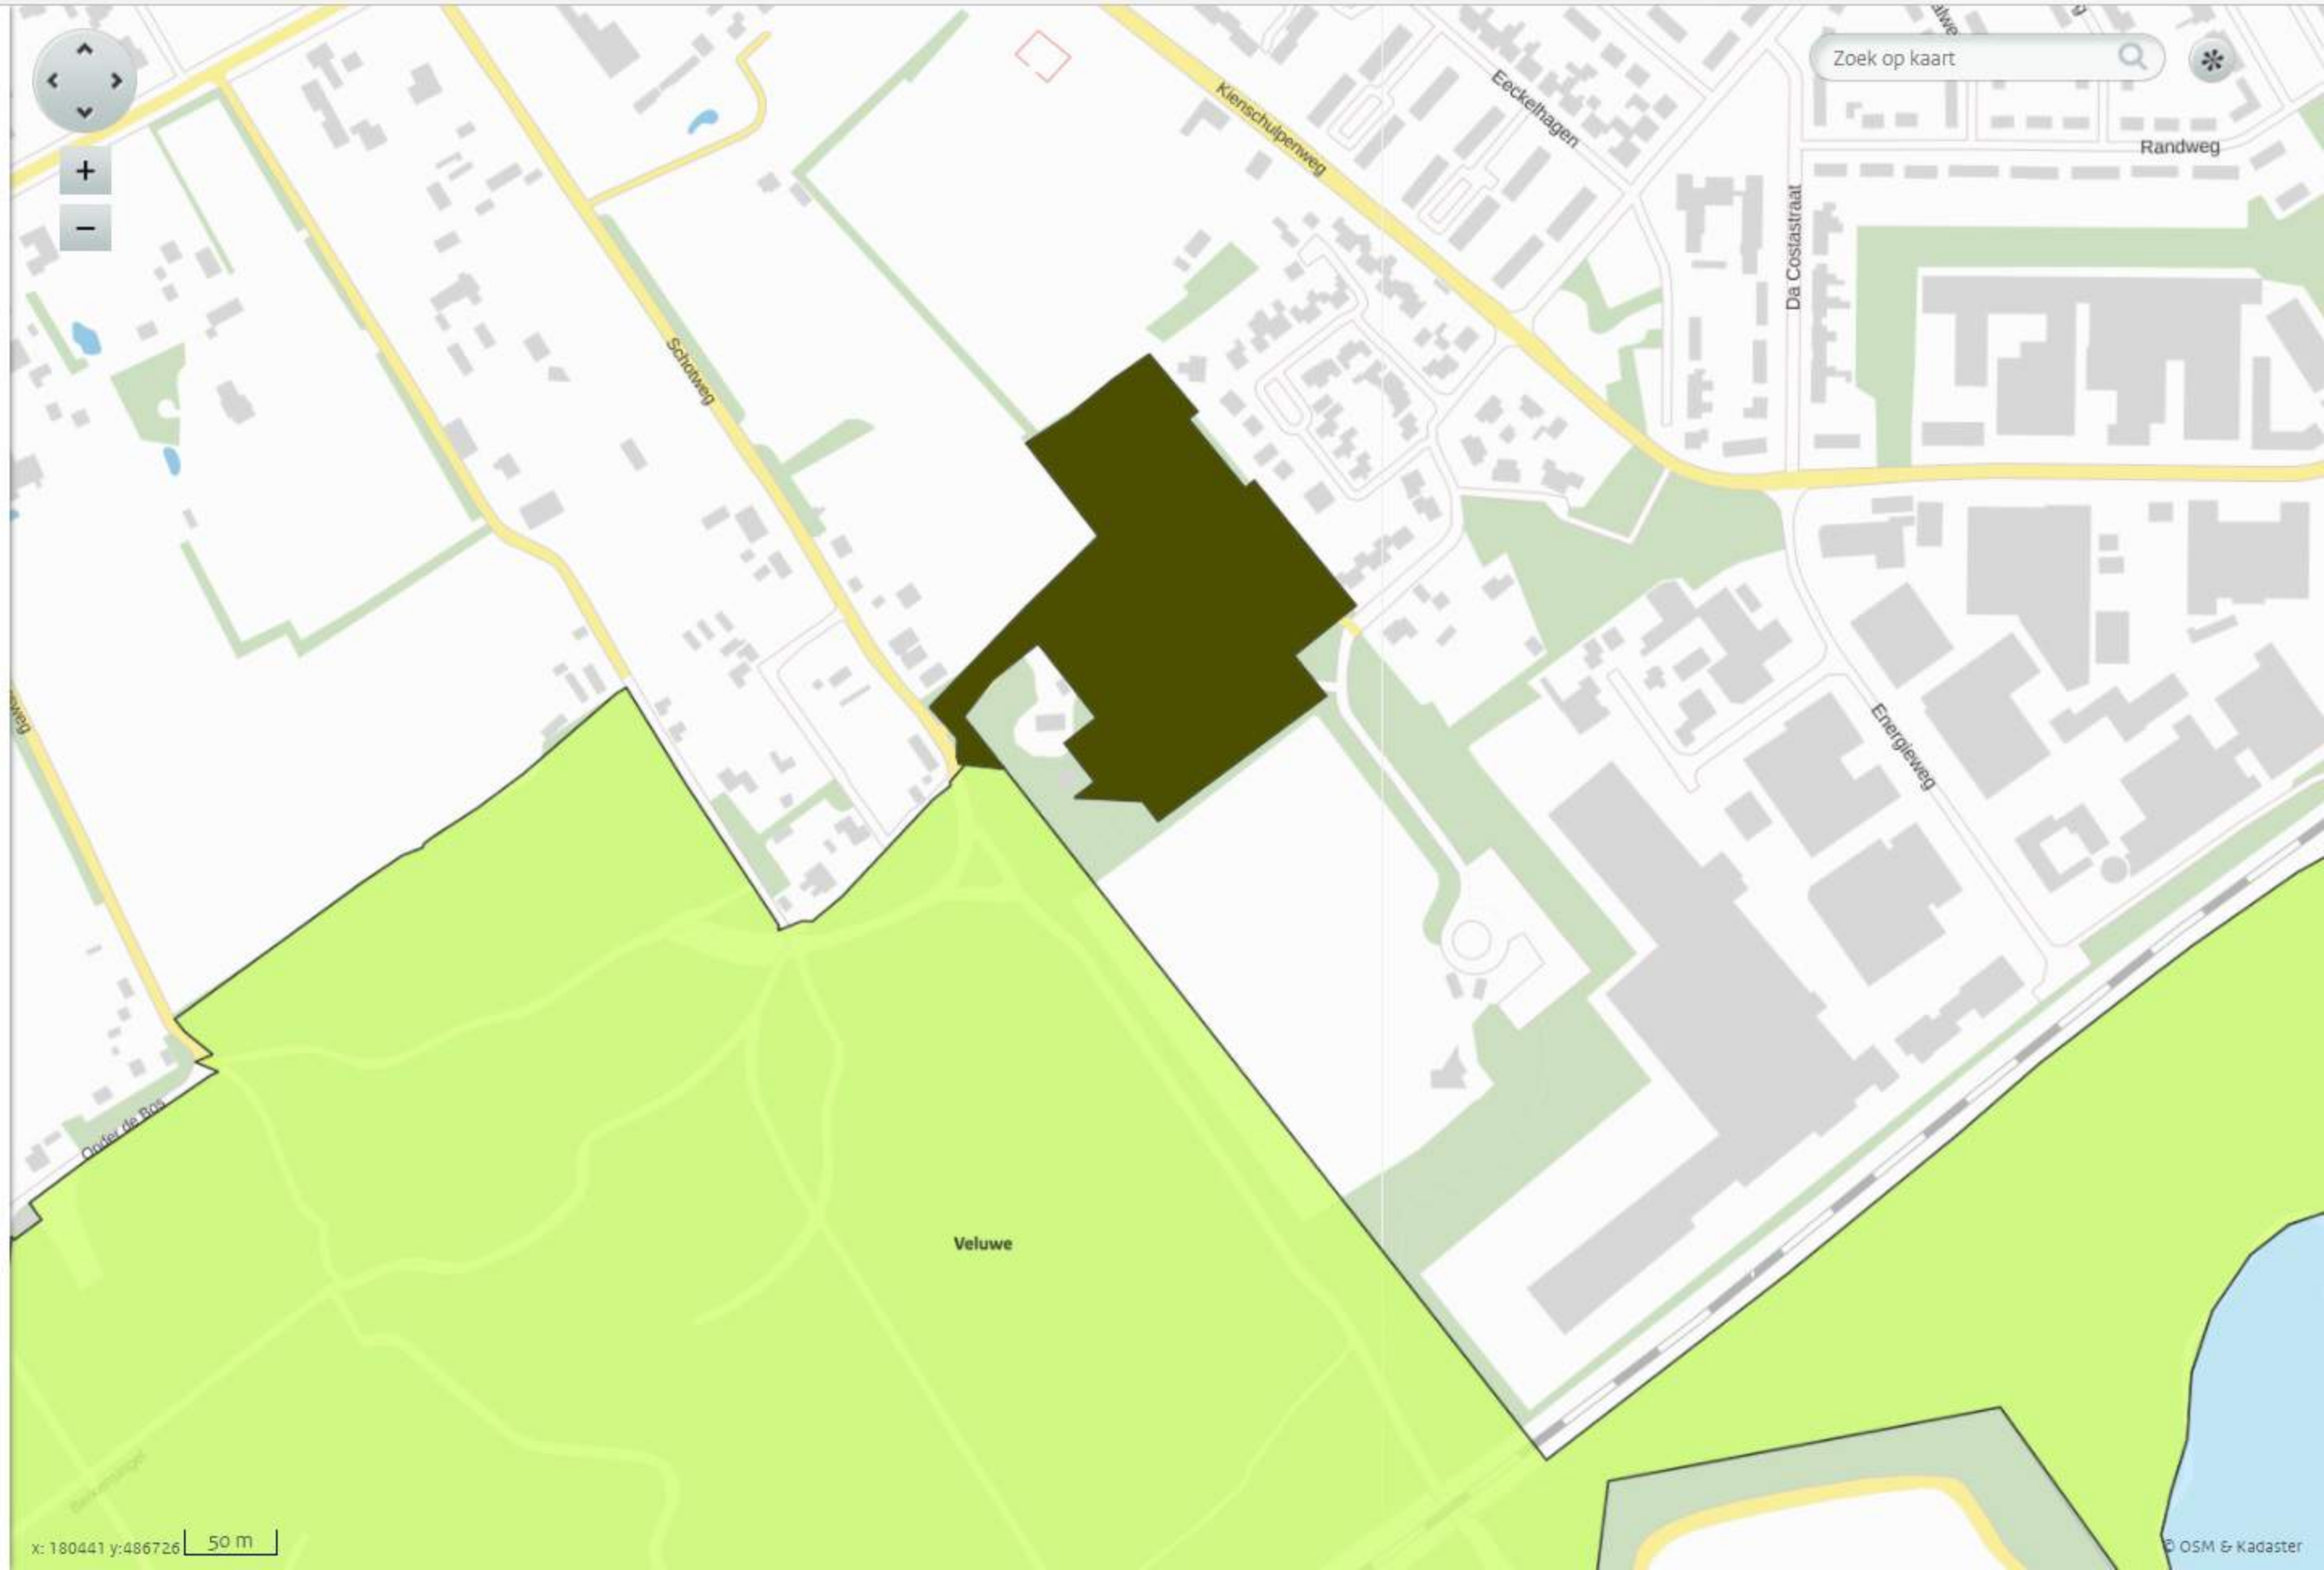 Zoek op kaart
Kienschulpenweg
Eeckelhagen
Randweg
Da Costastraat
Schotweg
Energieweg
Onder de Bos
Veluwe
x: 180441 y:486726
50 m
© OSM & Kadaster